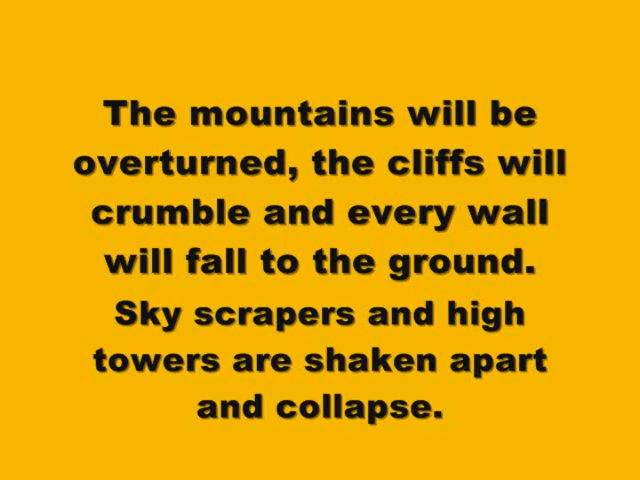 The mountains will be
overturned, the cliffs will
crumble and every wall
will fall to the ground.
Sky scrapers and high
towers are shaken apart
and collapse.